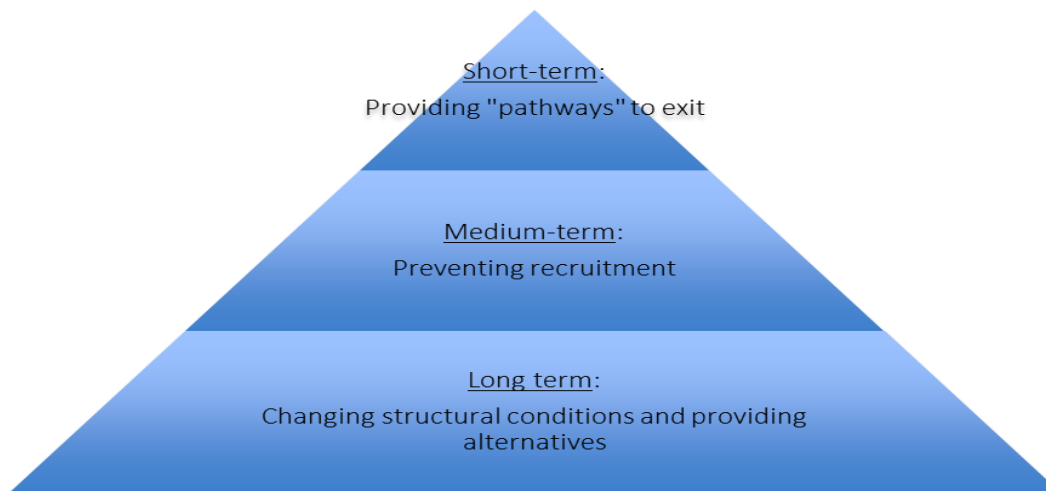 Short-term:
Providing "pathways" to exit
Medium-term:
Preventing recruitment
Long term:
Changing structural conditions and providing
alternatives